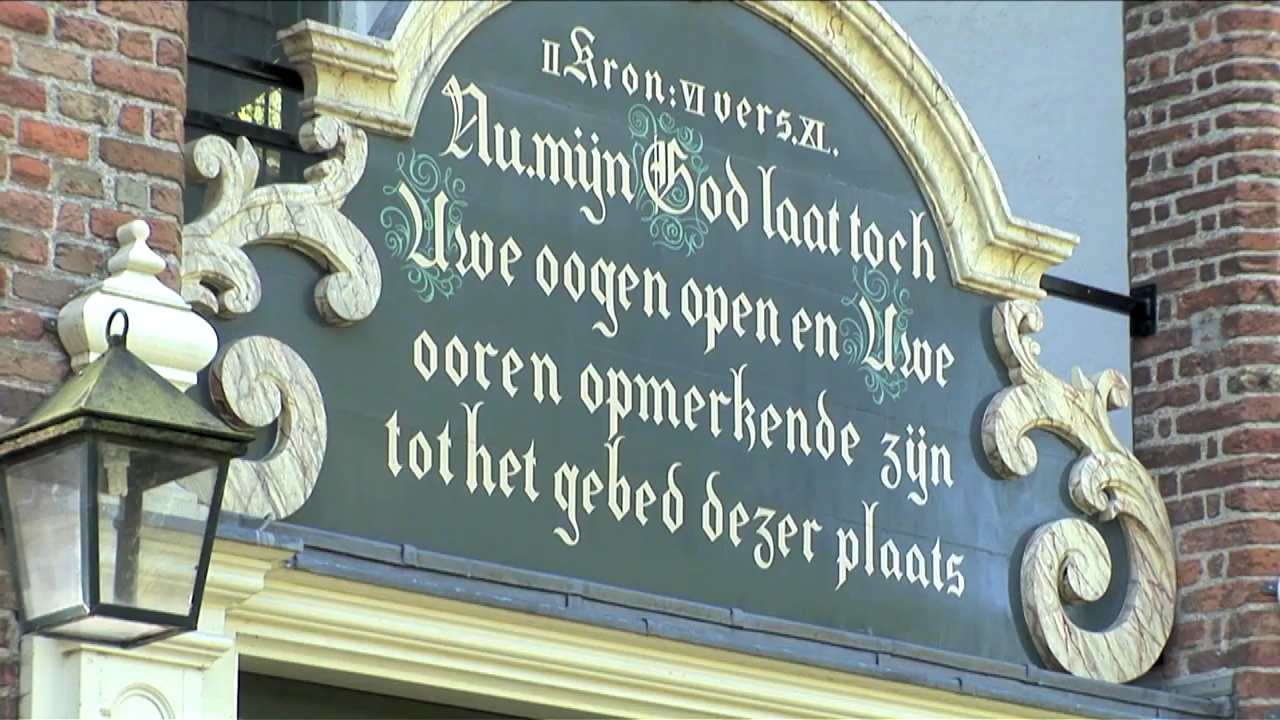 II Kron: VI vers. XL.
Nu. mijn God laat toch
Uwe oogen open en Uwe
ooren opmerkende zijn
tot het gebed dezer plaats